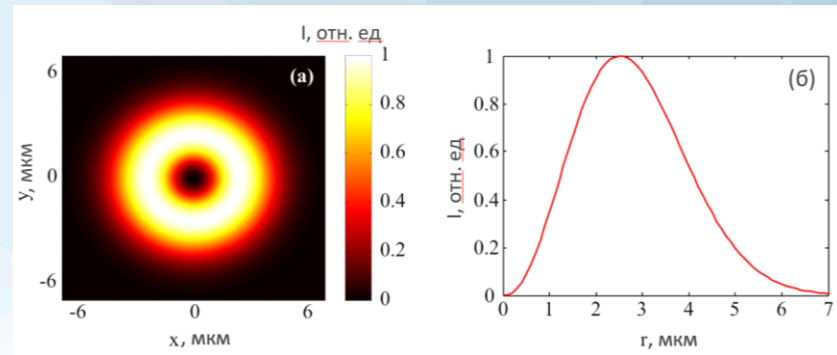 I, отн. ед
(а)
6
0
-6
y, мкм
-6 0 6
x, мкм
1
0.8
0.6
0.4
0.2
0
(б)
1
0.8
0.6
0.4
0.2
0
I, отн. ед
0 1 2 3 4 5 6 7
r, мкм